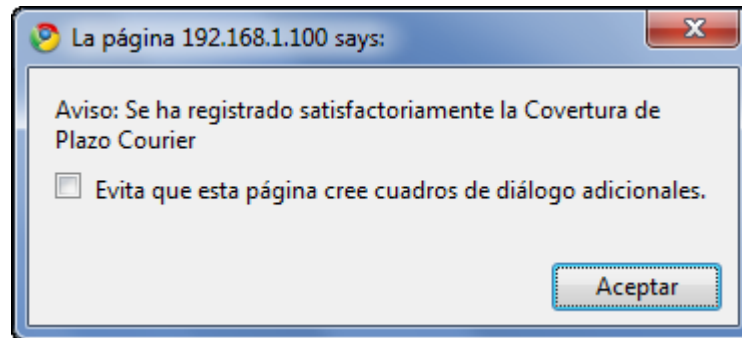 La página 192.168.1.100 says:
Aviso: Se ha registrado satisfactoriamente la Covertura de
Plazo Courier
Evita que esta página cree cuadros de diálogo adicionales.
Aceptar